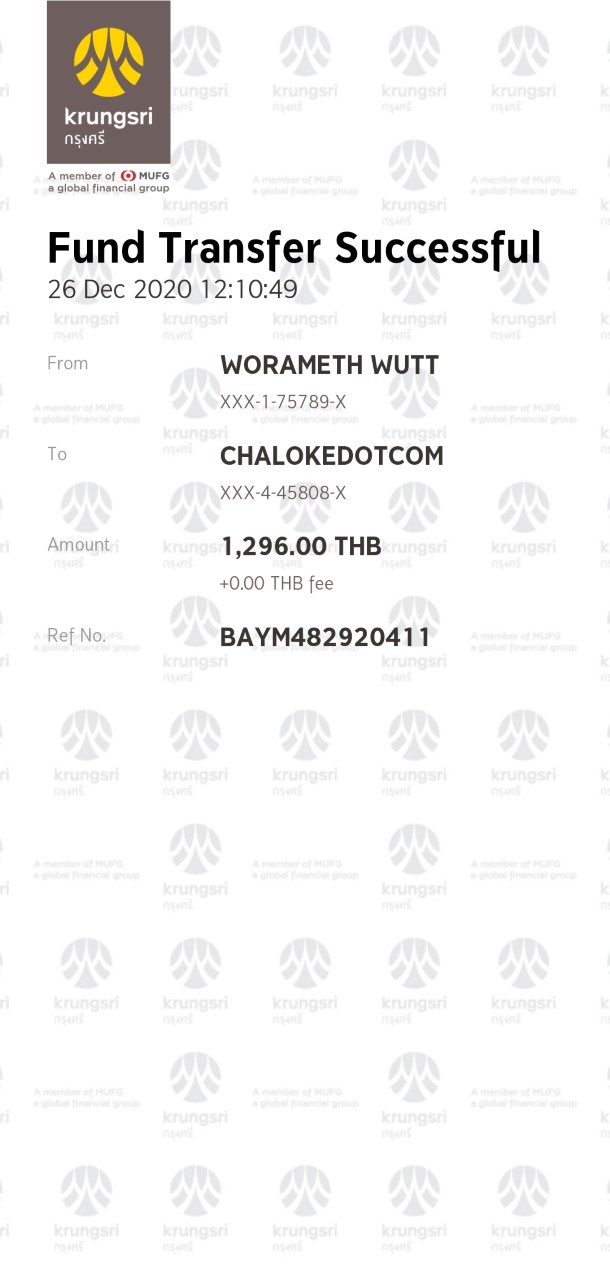 krungsri
กรุงศรี
A member of MUFG
a global financial group
Fund Transfer Successful
26 Dec 2020 12:10:49
From
WORAMETH WUTT
XXX-1-75789-X
To
CHALOKEDOTCOM
XXX-4-45808-X
Amount
1,296.00 THB
+0.00 THB fee
Ref No.
BAYM482920411